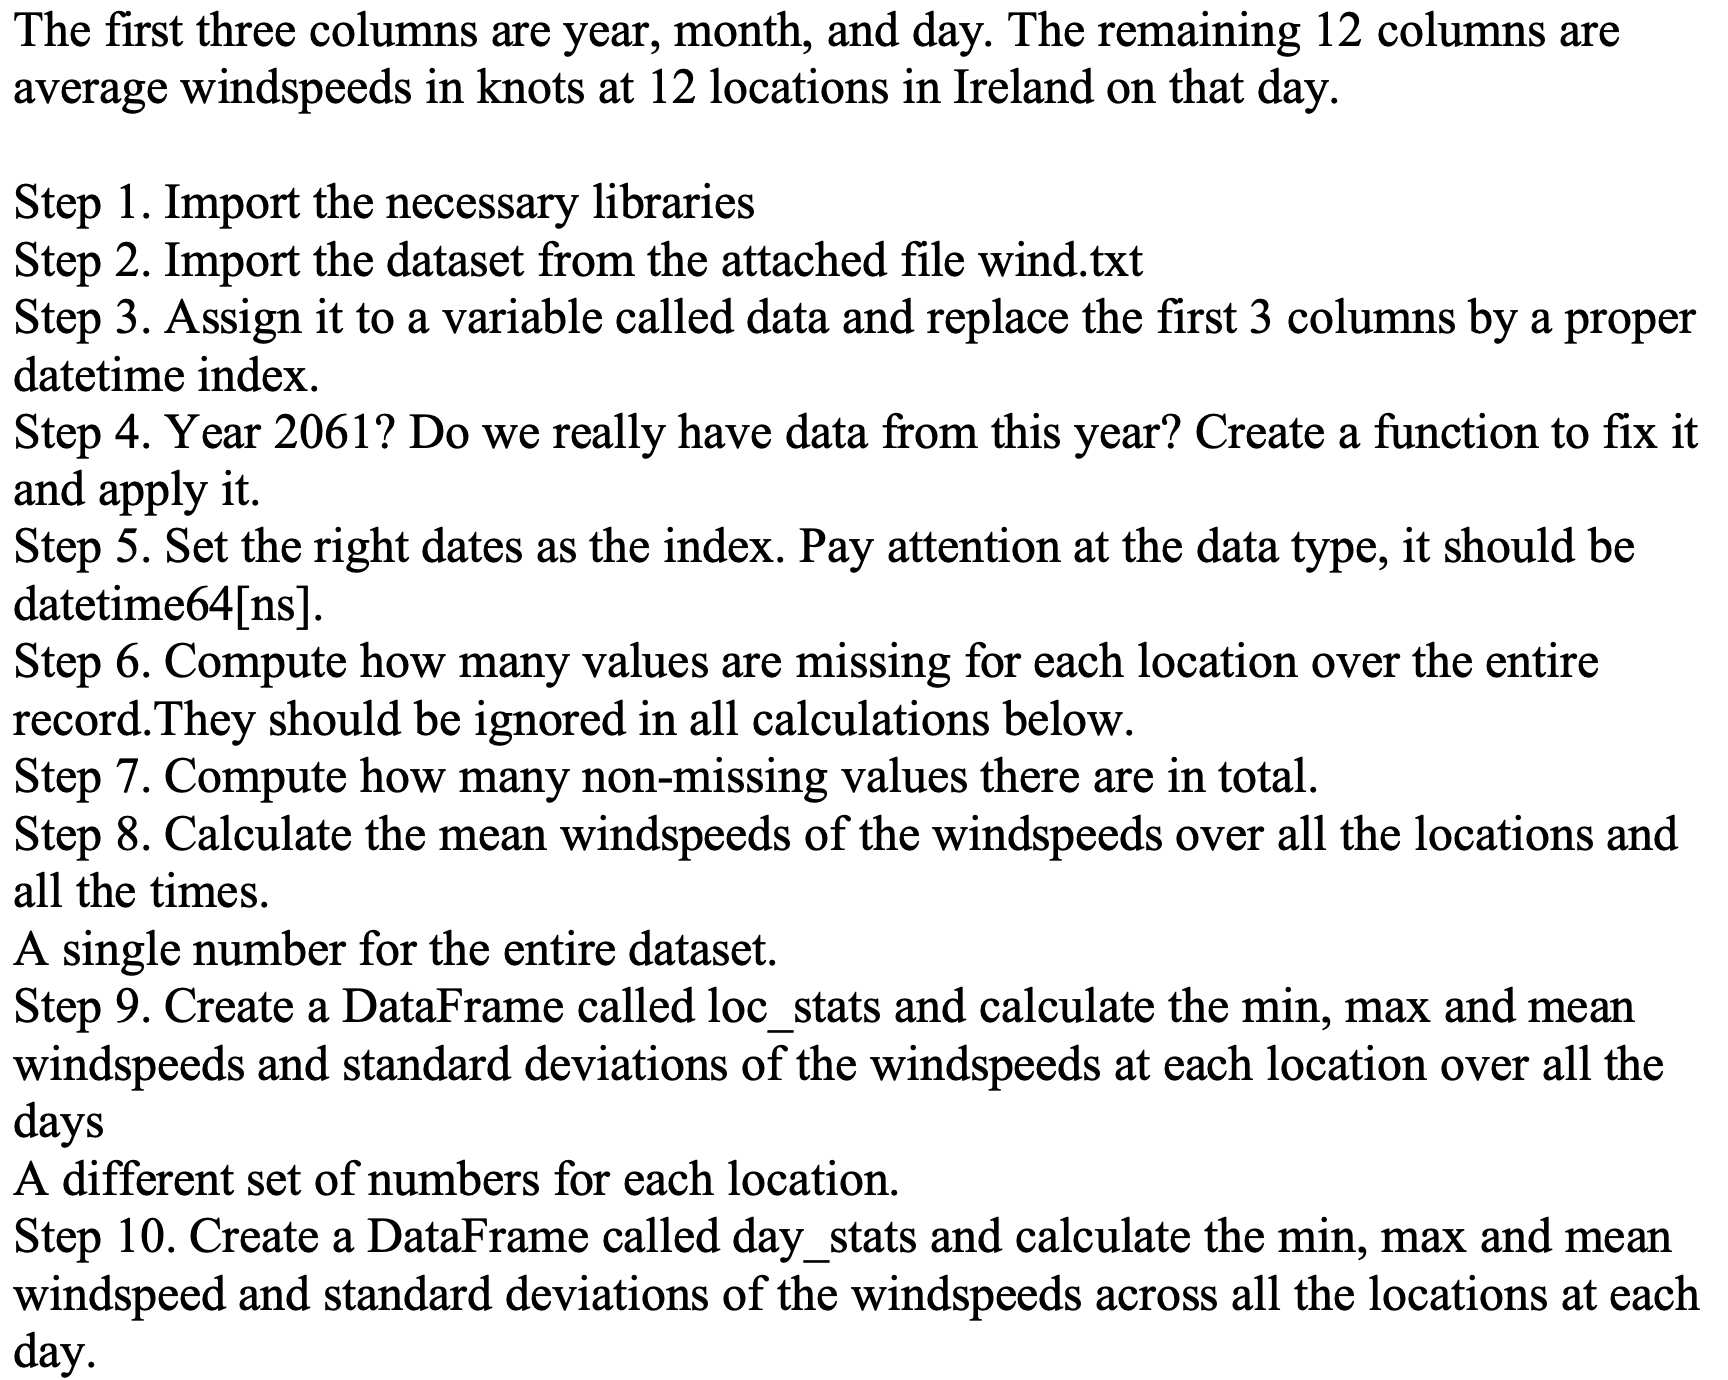 The first three columns are year, month, and day. The remaining 12 columns are
average windspeeds in knots at 12 locations in Ireland on that day.
Step 1. Import the necessary libraries
Step 2. Import the dataset from the attached file wind.txt
Step 3. Assign it to a variable called data and replace the first 3 columns by a proper
datetime index.
Step 4. Year 2061? Do we really have data from this year? Create a function to fix it
and apply it.
Step 5. Set the right dates as the index. Pay attention at the data type, it should be
datetime64[ns].
Step 6. Compute how many values are missing for each location over the entire
record.They should be ignored in all calculations below.
Step 7. Compute how many non-missing values there are in total.
Step 8. Calculate the mean windspeeds of the windspeeds over all the locations and
all the times.
A single number for the entire dataset.
Step 9. Create a DataFrame called loc_stats and calculate the min, max and mean
windspeeds and standard deviations of the windspeeds at each location over all the
days
A different set of numbers for each location.
Step 10. Create a DataFrame called day_stats and calculate the min, max and mean
windspeed and standard deviations of the windspeeds across all the locations at each
day.